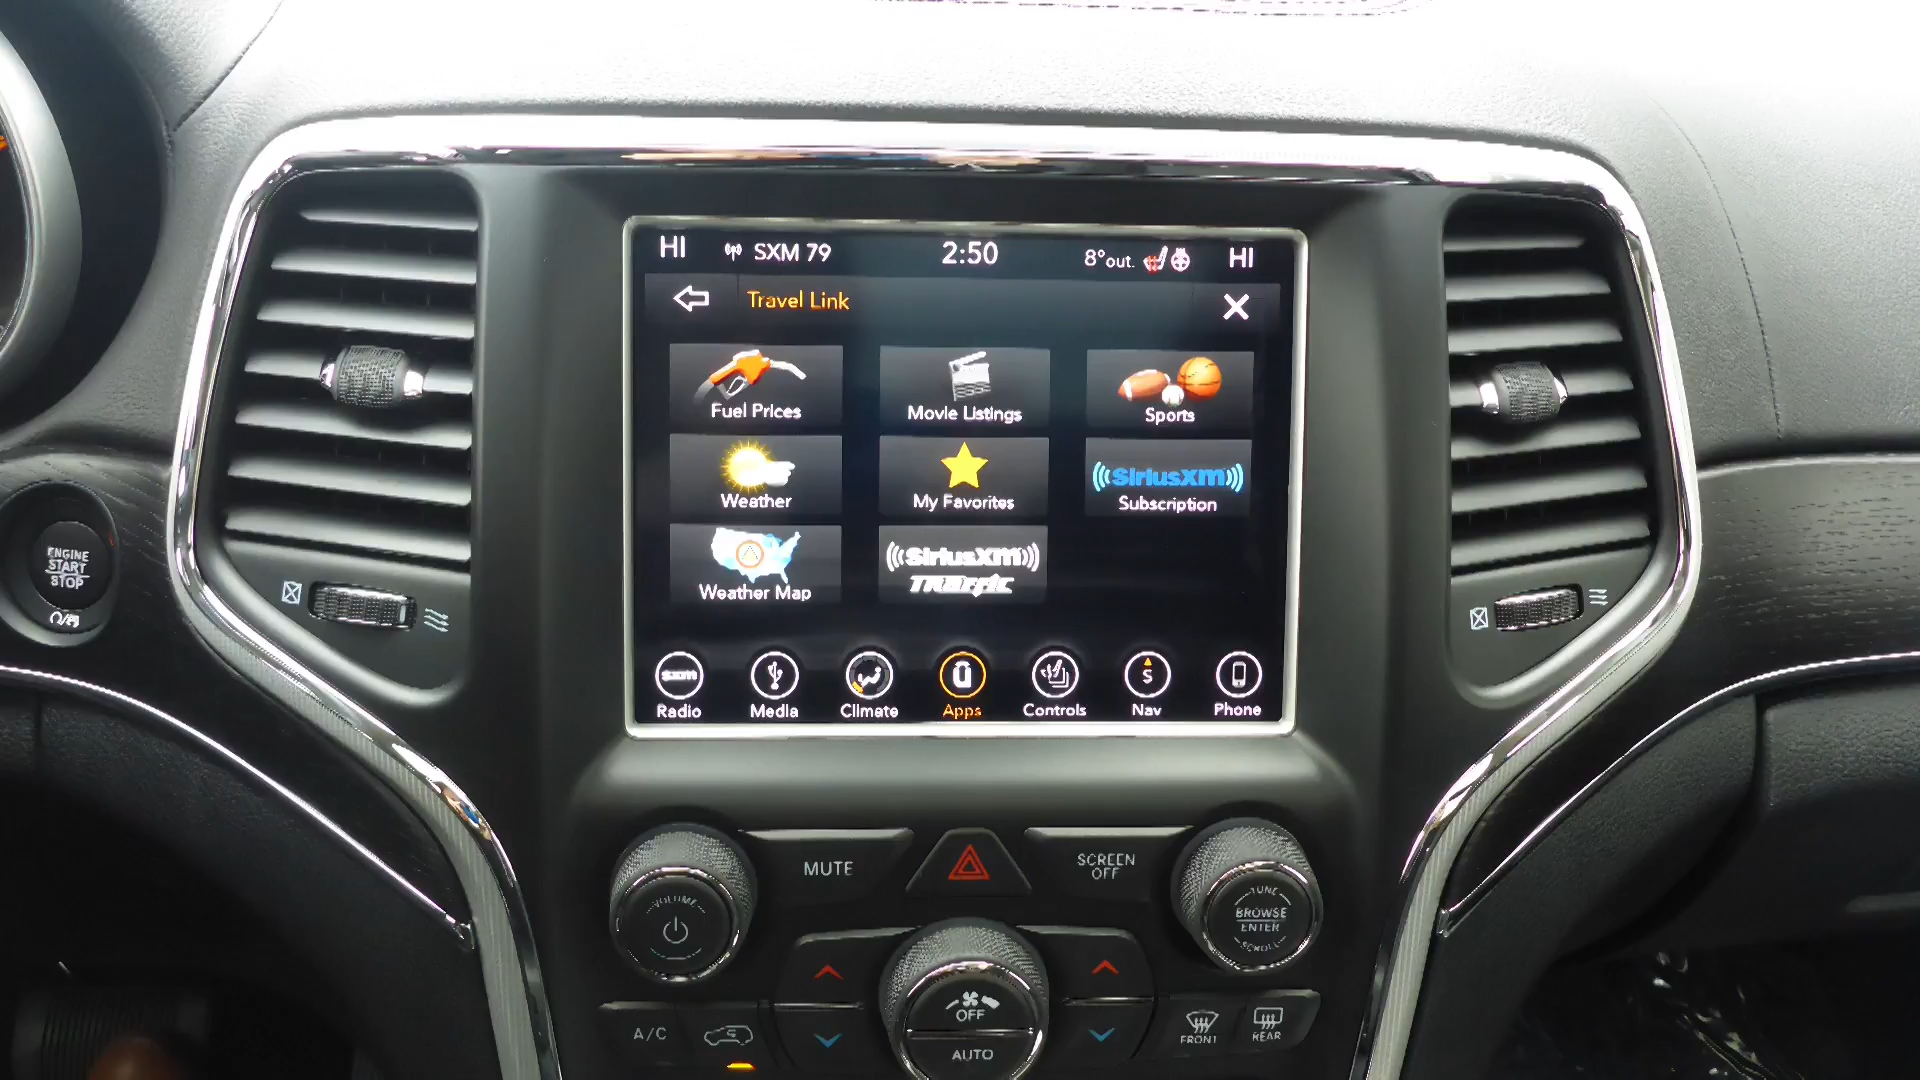 HI SXM 79 2:50 8°out. HI
Travel Link
Fuel Prices Movie Listings Sports
Weather My Favorites SiriusXM
Subscription
Weather Map SiriusXM
Traffic
sxm S
Radio Media Climate Apps Controls Nav Phone
ENGINE
START
STOP
VOLUME
MUTE
SCREEN
OFF
TUNE
BROWSE
ENTER
SCROLL
OFF
AUTO
A/C
FRONT
REAR